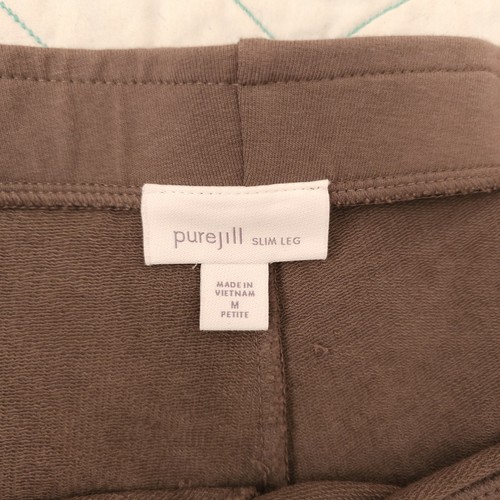 purejill SLIM LEG
MADE IN
VIETNAM
M
PETITE